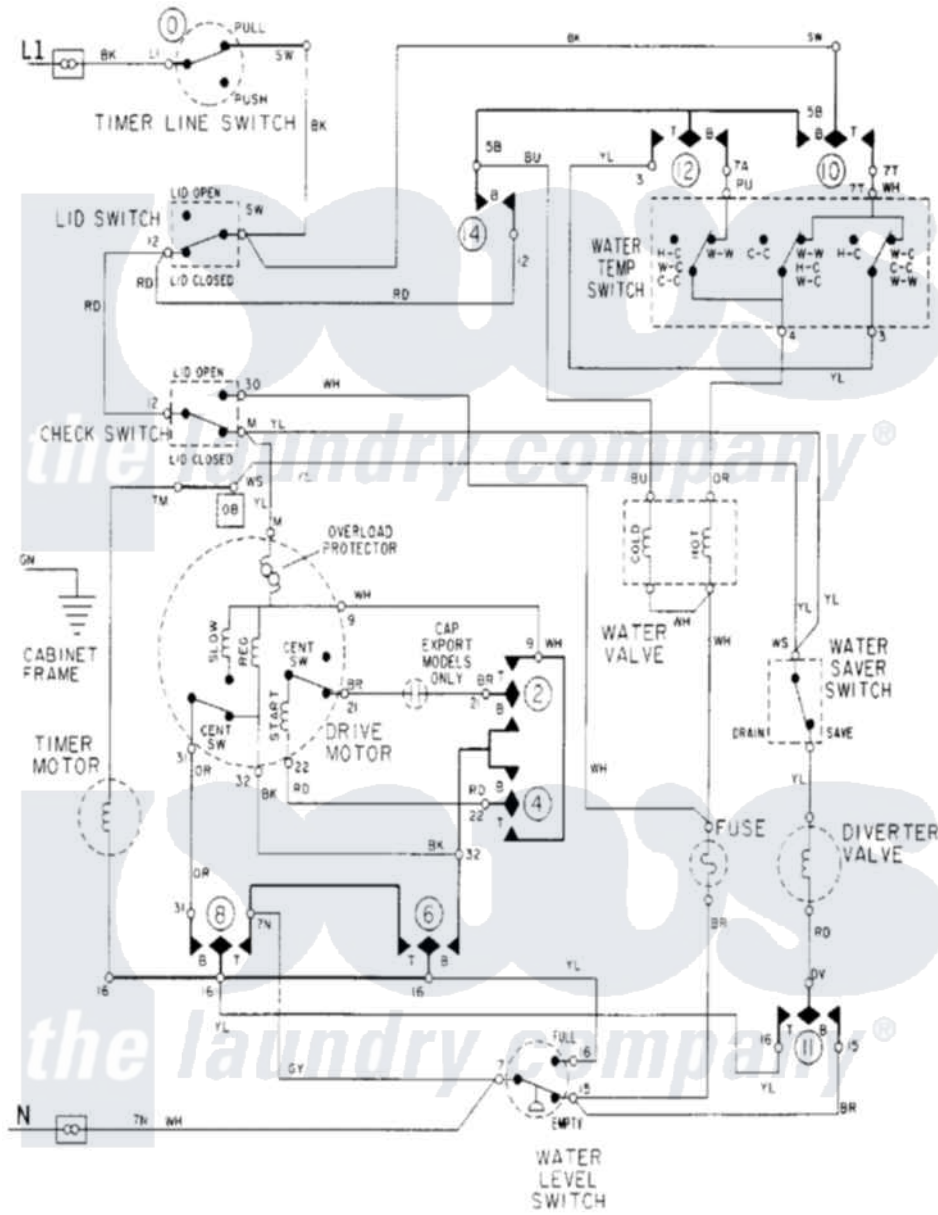 0
PULL
L1
BK
L1
SW
PUSH
TIMER LINE SWITCH
BK
BK
SW
5B
5B
BU
YL
T
B
B
T
3
12
7A
10
7T
PU
7T
WH
LID OPEN
LID SWITCH
SW
12
LID CLOSED
RD
RD
RD
B
14
12
WATER
TEMP
SWITCH
H-C
W-C
C-C
W-W
C-C
W-W
H-C
W-C
H-C
W-C
C-C
W-W
4
3
YL
LID OPEN
30
WH
12
CHECK SWITCH
M
YL
LID CLOSED
the laundry company®
7M
WS
08
YL
M
OVERLOAD
PROTECTOR
BU
OR
COLD
HOT
WH
WH
WATER
VALVE
GN
CABINET
FRAME
WH
9
SLOW
REG
CENT
SW
START
CENT
SW
BR
21
CAP
EXPORT
MODELS
ONLY
BR
21
9
WH
T
2
B
DRIVE
MOTOR
YL
YL
WS
WATER
SAVER
SWITCH
DRAIN
SAVE
TIMER
MOTOR
31
OR
32
BK
22
RD
RD
22
B
4
T
WH
YL
FUSE
DIVERTER
VALVE
BK
32
OR
31
8
7N
6
BR
RD
B
T
T
B
YL
DV
16
16
16
YL
T
B
16
11
15
the laundry company®
FULL
16
GY
7
15
YL
BR
EMPTY
N
7N
WH
WATER
LEVEL
SWITCH